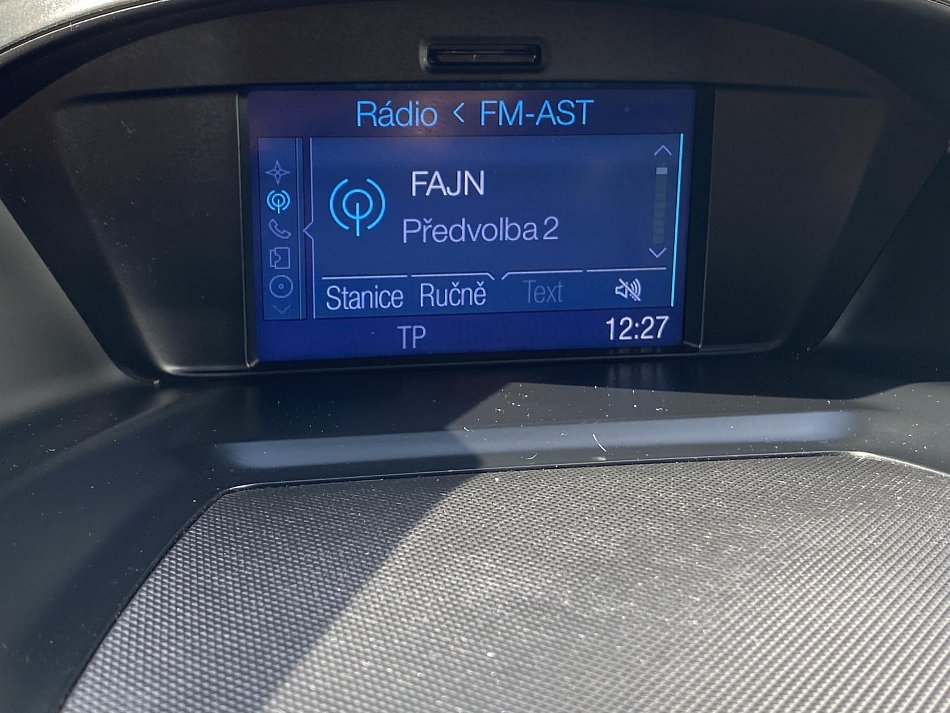 Rádio < FM-AST
FAJN
Předvolba 2
Stanice Ručně Text
TP 12:27